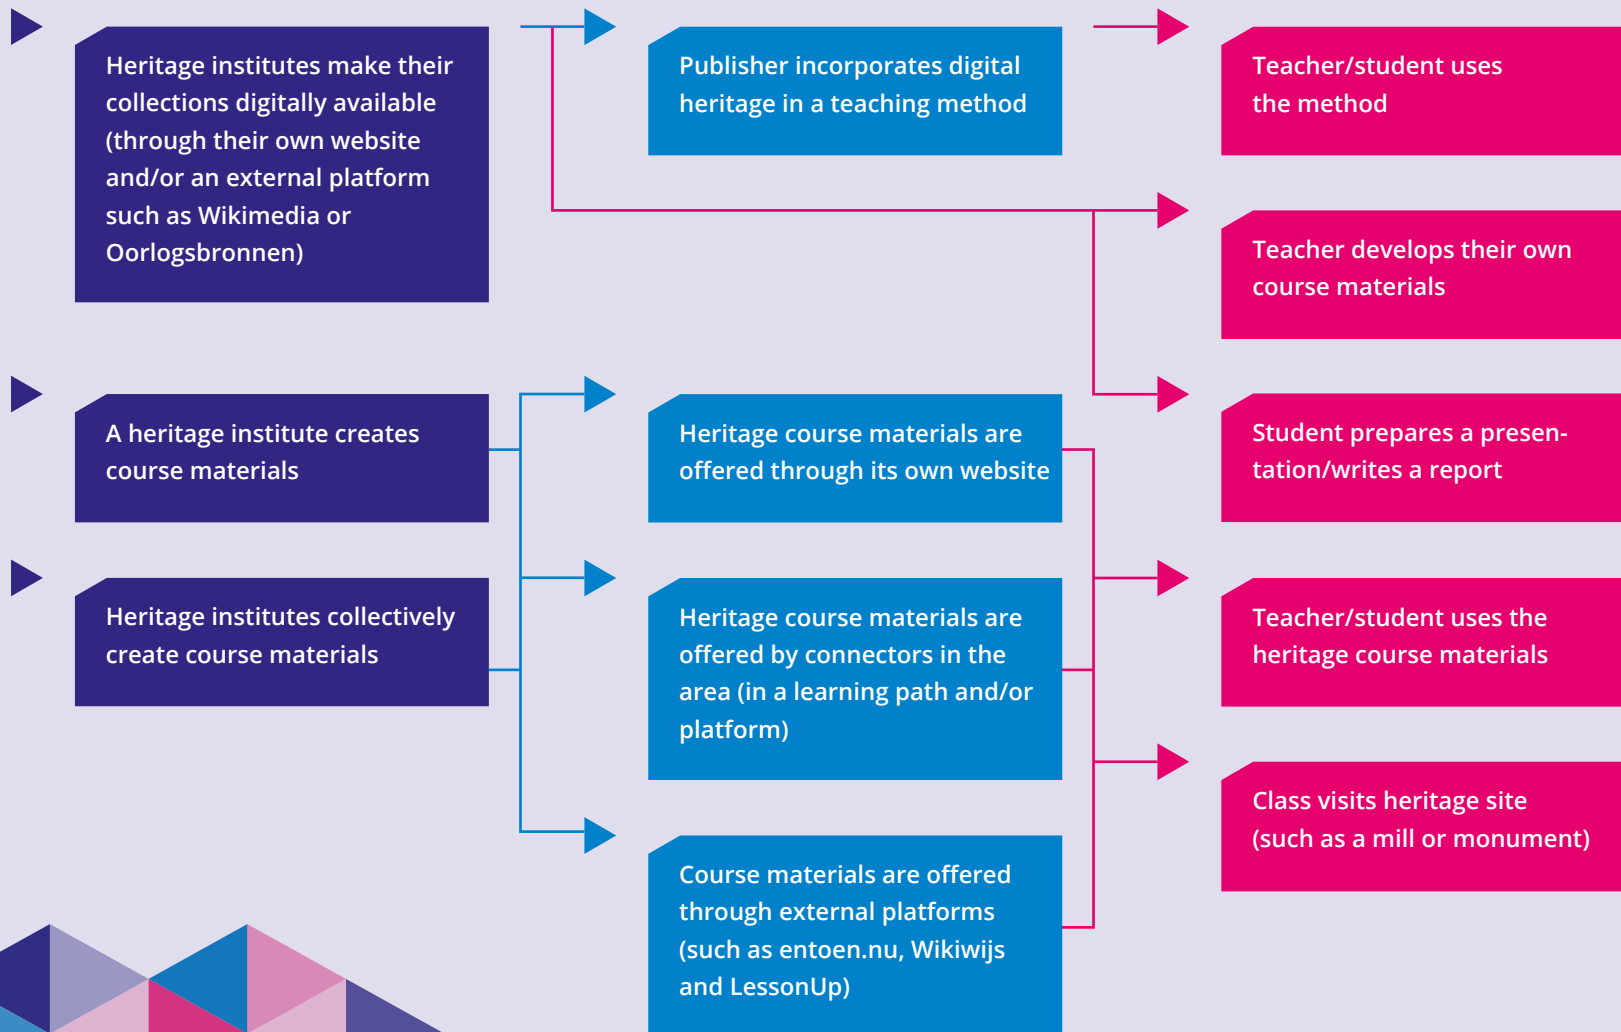 Heritage institutes make their
collections digitally available
(through their own website
and/or an external platform
such as Wikimedia or
Oorlogsbronnen)
Publisher incorporates digital
heritage in a teaching method
Teacher/student uses
the method
Teacher develops their own
course materials
A heritage institute creates
course materials
Heritage course materials are
offered through its own website
Student prepares a presen-
tation/writes a report
Heritage institutes collectively
create course materials
Heritage course materials are
offered by connectors in the
area (in a learning path and/or
platform)
Teacher/student uses the
heritage course materials
Class visits heritage site
(such as a mill or monument)
Course materials are offered
through external platforms
(such as entoen.nu, Wikiwijs
and LessonUp)